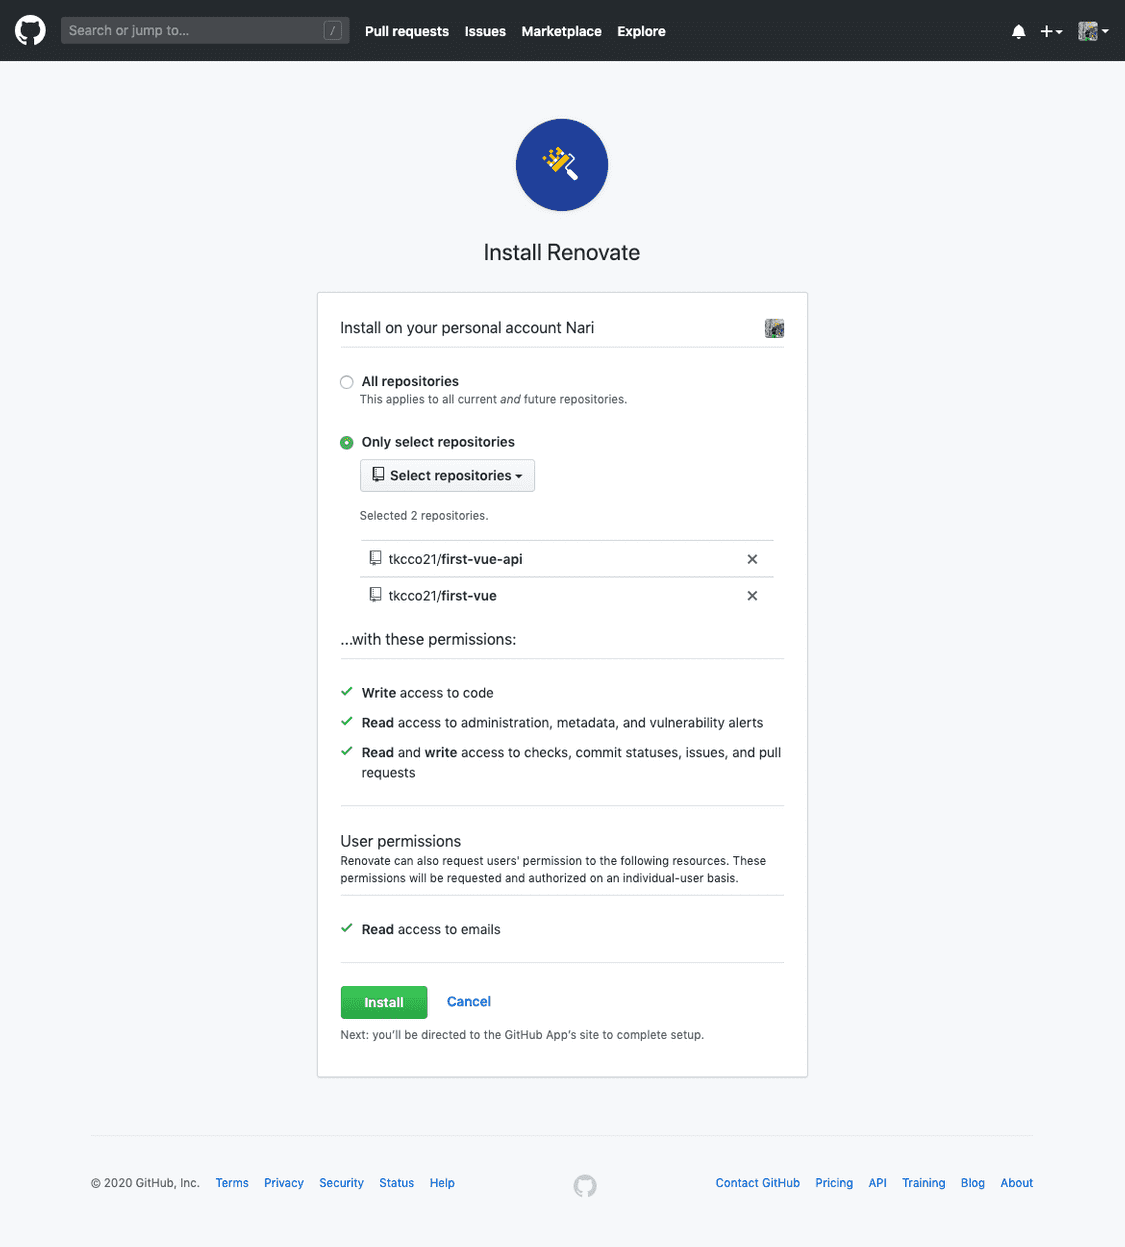 Search or jump to... / Pull requests Issues Marketplace Explore
Install Renovate
Install on your personal account Nari
All repositories
This applies to all current and future repositories.
Only select repositories
Select repositories
Selected 2 repositories.
tkcco21/first-vue-api
tkcco21/first-vue
...with these permissions:
Write access to code
Read access to administration, metadata, and vulnerability alerts
Read and write access to checks, commit statuses, issues, and pull
requests
User permissions
Renovate can also request users' permission to the following resources. These
permissions will be requested and authorized on an individual-user basis.
Read access to emails
Install Cancel
Next: you'll be directed to the GitHub App's site to complete setup.
© 2020 GitHub, Inc. Terms Privacy Security Status Help Contact GitHub Pricing API Training Blog About